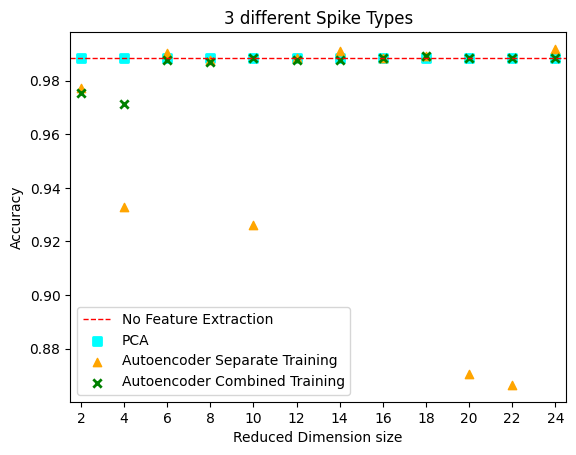 3 different Spike Types
0.98
0.96
0.94
0.92
0.90
0.88
Accuracy
No Feature Extraction
PCA
Autoencoder Separate Training
Autoencoder Combined Training
2 4 6 8 10 12 14 16 18 20 22 24
Reduced Dimension size